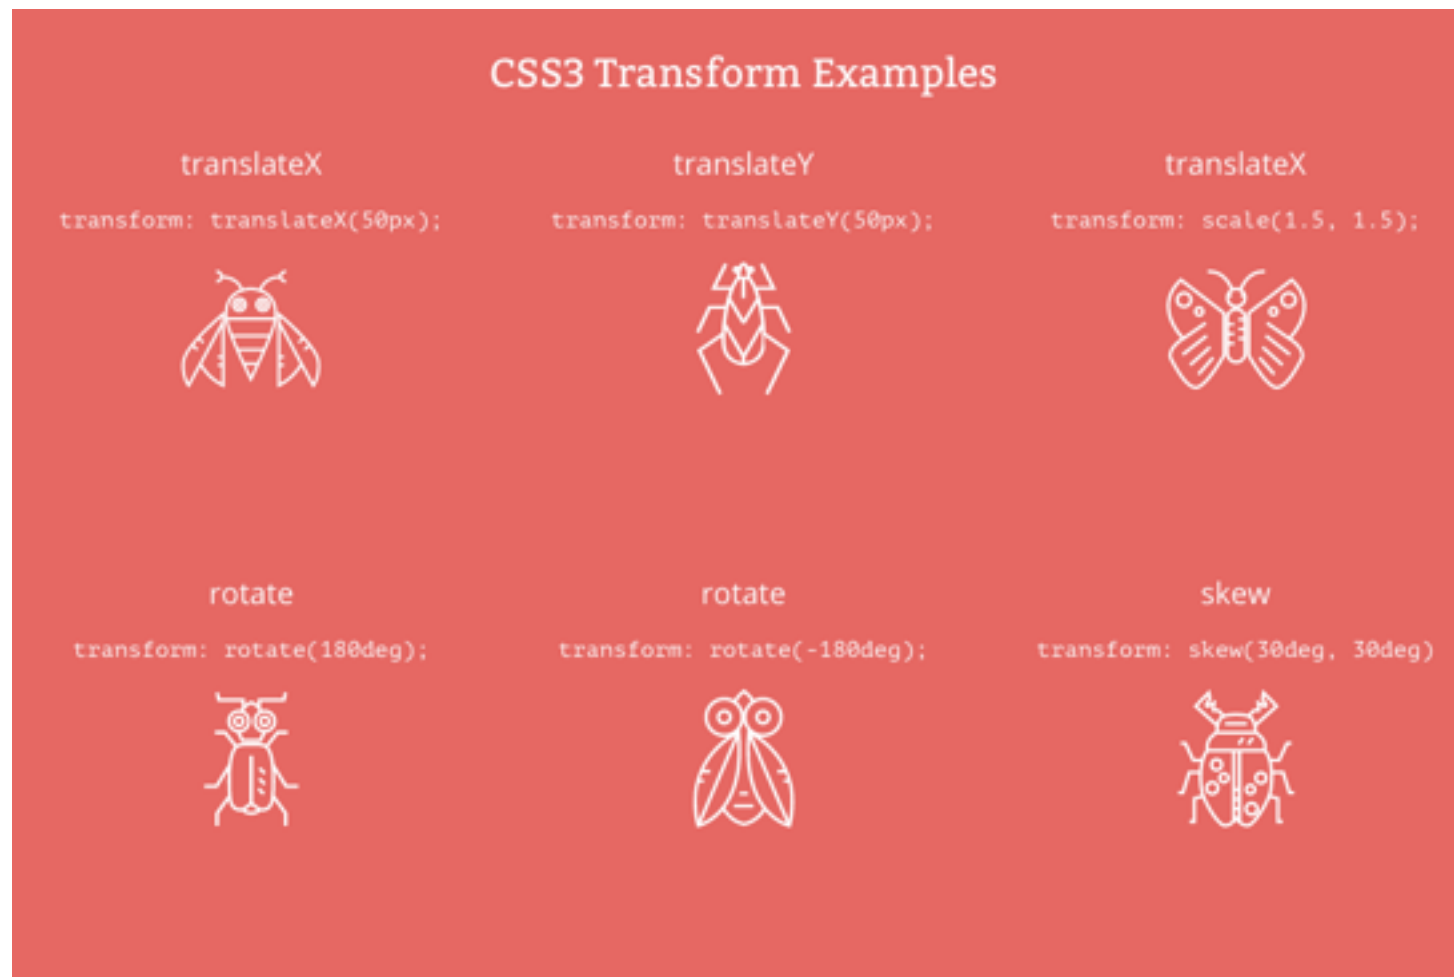 CSS3 Transform Examples
translateX
transform: translateX(50px);
translateY
transform: translateY(50px);
translateX
transform: scale(1.5, 1.5);
rotate
transform: rotate(180deg);
rotate
transform: rotate(-180deg);
skew
transform: skew(30deg, 30deg)